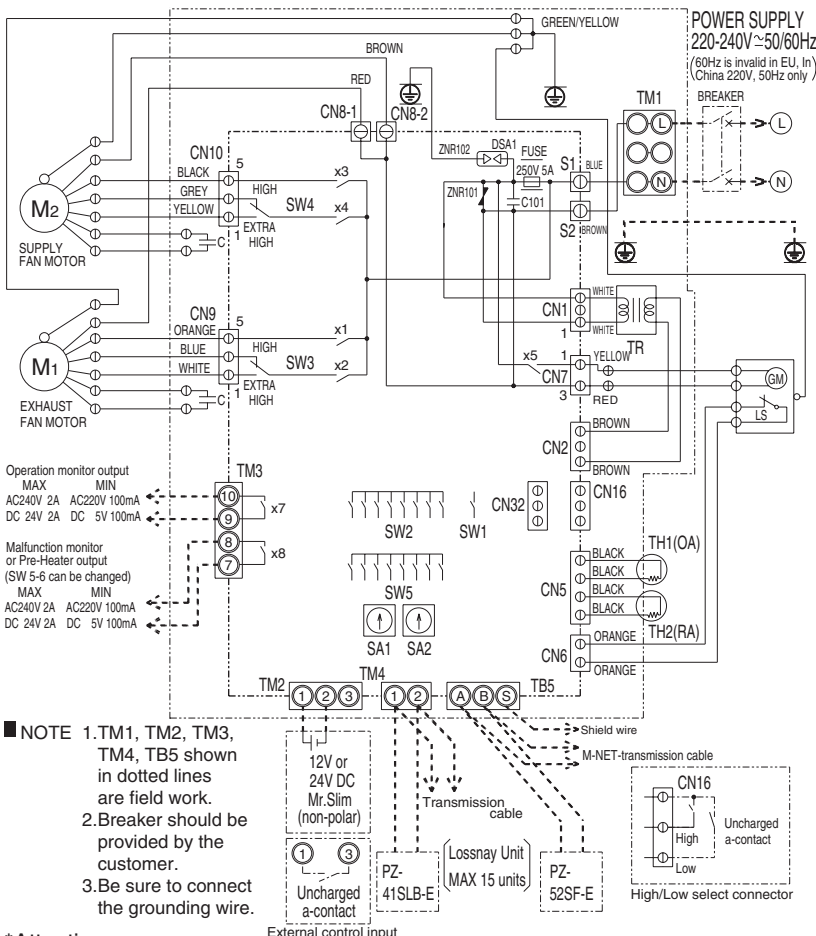 GREEN/YELLOW
POWER SUPPLY
220-240V~50/60Hz
(60Hz is invalid in EU, In
China 220V, 50Hz only)
BROWN
RED
TM1
BREAKER
L
L
N
N
CN8-1
CN8-2
DSA1
ZNR102
FUSE
250V 5A
S1
BLUE
ZNR101
C101
S2
BROWN
CN10
5
BLACK
GREY
YELLOW
HIGH
SW4
EXTRA
HIGH
1
C
x3
x4
M2
SUPPLY
FAN MOTOR
CN9
5
ORANGE
BLUE
WHITE
HIGH
SW3
EXTRA
HIGH
1
C
x1
x2
M1
EXHAUST
FAN MOTOR
WHITE
CN1
WHITE
1
TR
x5
1
YELLOW
CN7
3
RED
GM
LS
BROWN
CN2
BROWN
CN16
CN32
Operation monitor output
MAX MIN
AC240V 2A AC220V 100mA
DC 24V 2A DC 5V 100mA
Malfunction monitor
or Pre-Heater output
(SW 5-6 can be changed)
MAX MIN
AC240V 2A AC220V 100mA
DC 24V 2A DC 5V 100mA
TM3
10
9
8
7
x7
x8
SW2
SW1
SW5
SA1
SA2
BLACK
BLACK
BLACK
BLACK
CN5
TH1(OA)
TH2(RA)
ORANGE
CN6
ORANGE
TM2
1 2 3
TM4
1 2
A B S
TB5
■ NOTE 1.TM1, TM2, TM3,
TM4, TB5 shown
in dotted lines
are field work.
2.Breaker should be
provided by the
customer.
3.Be sure to connect
the grounding wire.
12V or
24V DC
Mr.Slim
(non-polar)
1 3
Uncharged
a-contact
External control input
Transmission
cable
PZ-
41SLB-E
Lossnay Unit
MAX 15 units
PZ-
52SF-E
Shield wire
M-NET-transmission cable
CN16
High
Low
Uncharged
a-contact
High/Low select connector